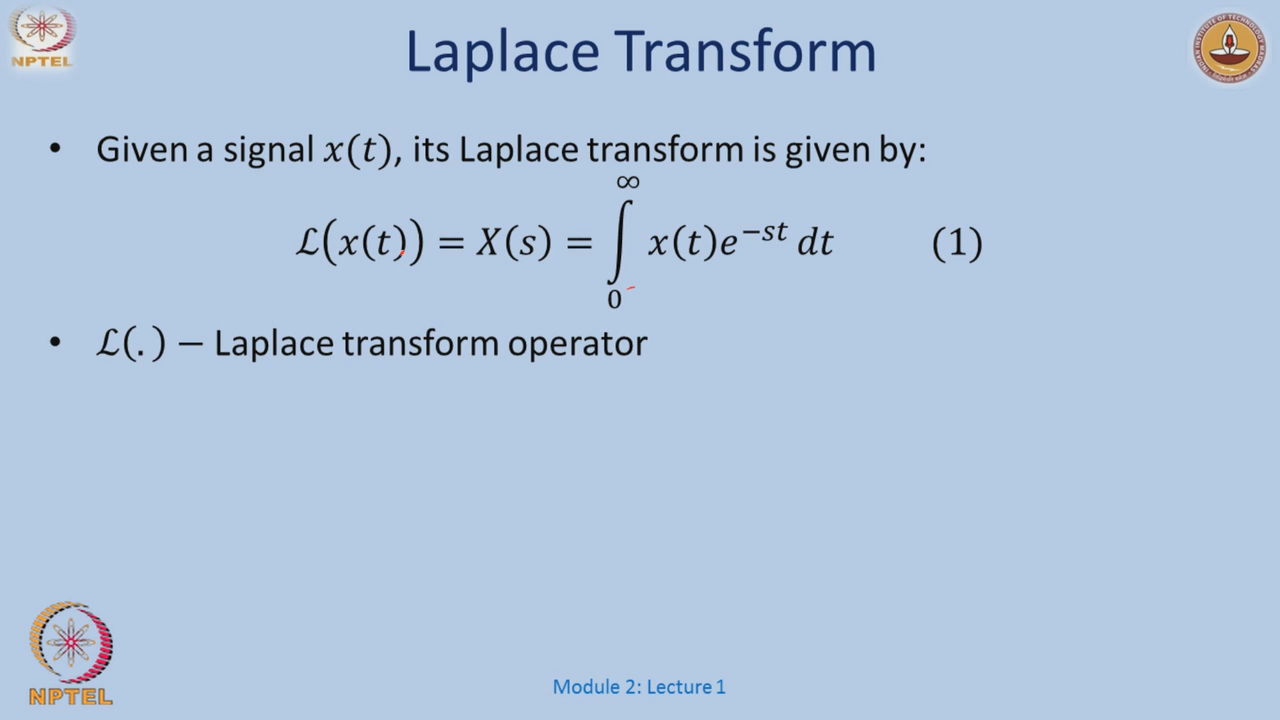 NPTEL
Laplace Transform
• Given a signal x(t), its Laplace transform is given by:
ℒ(x(t)) = X(s) = ∫₀₋^∞ x(t)e^{−st} dt (1)
• ℒ(.) − Laplace transform operator
NPTEL
Module 2: Lecture 1